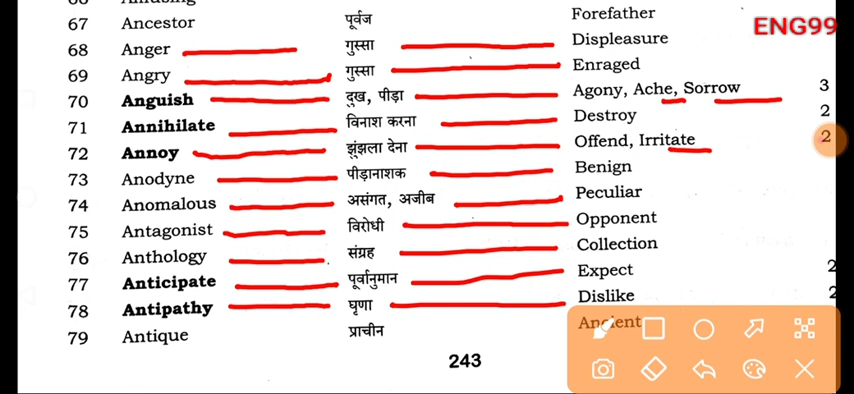 67 Ancestor पूर्वज Forefather
ENG99
68 Anger गुस्सा Displeasure
69 Angry गुस्सा Enraged
70 Anguish दुख, पीड़ा Agony, Ache, Sorrow 3
71 Annihilate विनाश करना Destroy 2
72 Annoy झुंझला देना Offend, Irritate 2
73 Anodyne पीड़ानाशक Benign
74 Anomalous असंगत, अजीब Peculiar
75 Antagonist विरोधी Opponent
76 Anthology संग्रह Collection
77 Anticipate पूर्वानुमान Expect 2
78 Antipathy घृणा Dislike 2
79 Antique प्राचीन Ancient
243